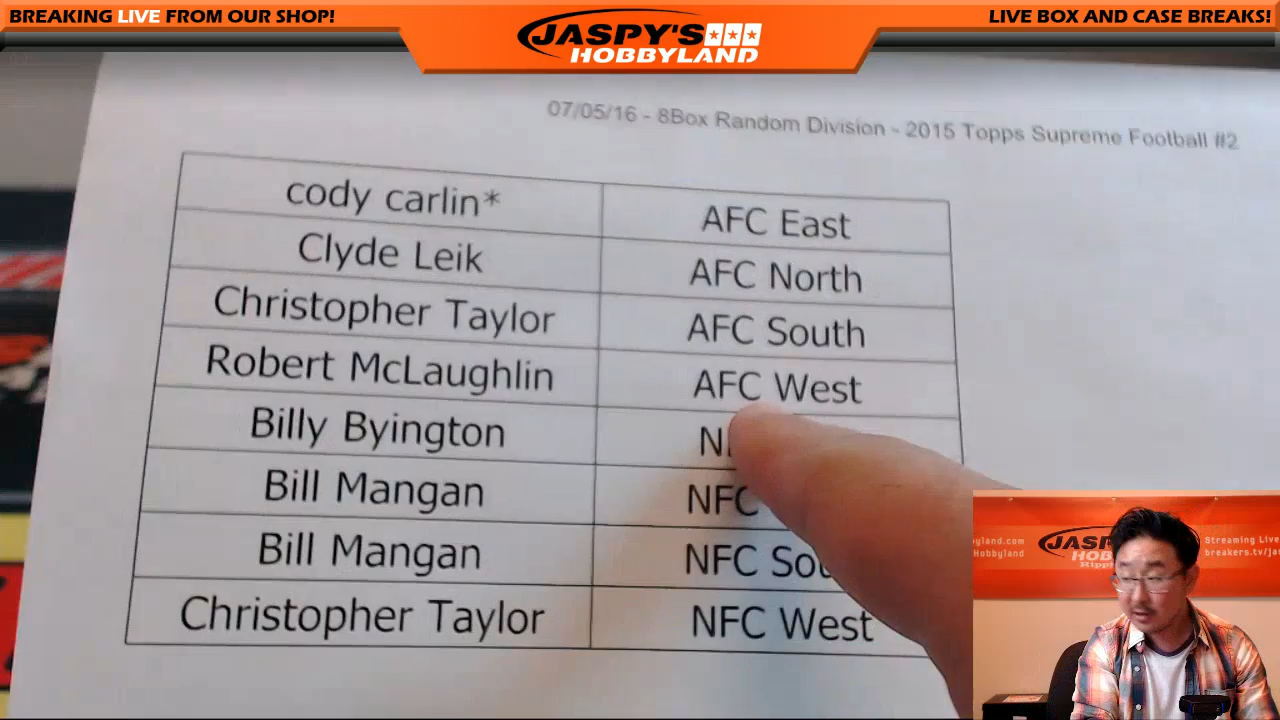 BREAKING LIVE FROM OUR SHOP!
JASPY'S
HOBBYLAND
LIVE BOX AND CASE BREAKS!
07/05/16 - 8Box Random Division - 2015 Topps Supreme Football #2
cody carlin* AFC East
Clyde Leik AFC North
Christopher Taylor AFC South
Robert McLaughlin AFC West
Billy Byington
Bill Mangan NFC
Bill Mangan NFC
Christopher Taylor NFC West
Streaming Live